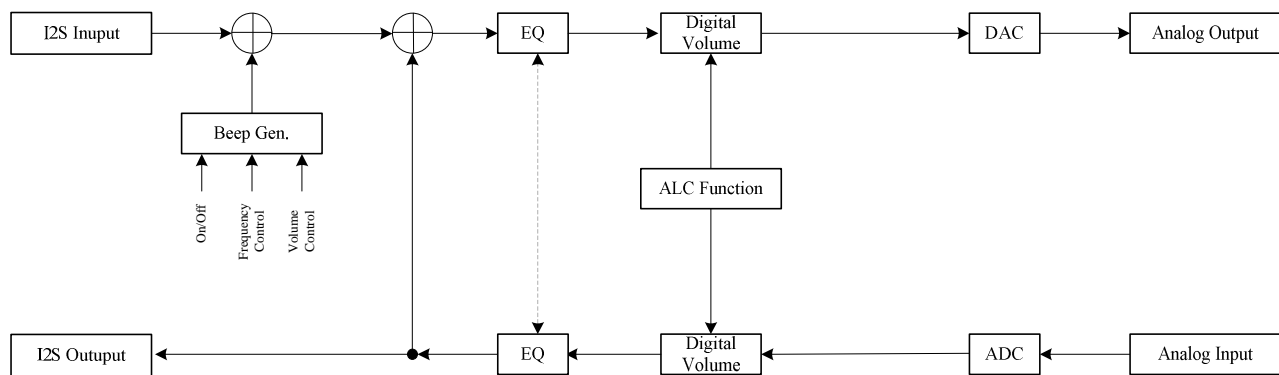 I2S Inuput
EQ
Digital
Volume
DAC
Analog Output
Beep Gen.
On/Off
Frequency
Control
Volume
Control
ALC Function
I2S Outuput
EQ
Digital
Volume
ADC
Analog Input